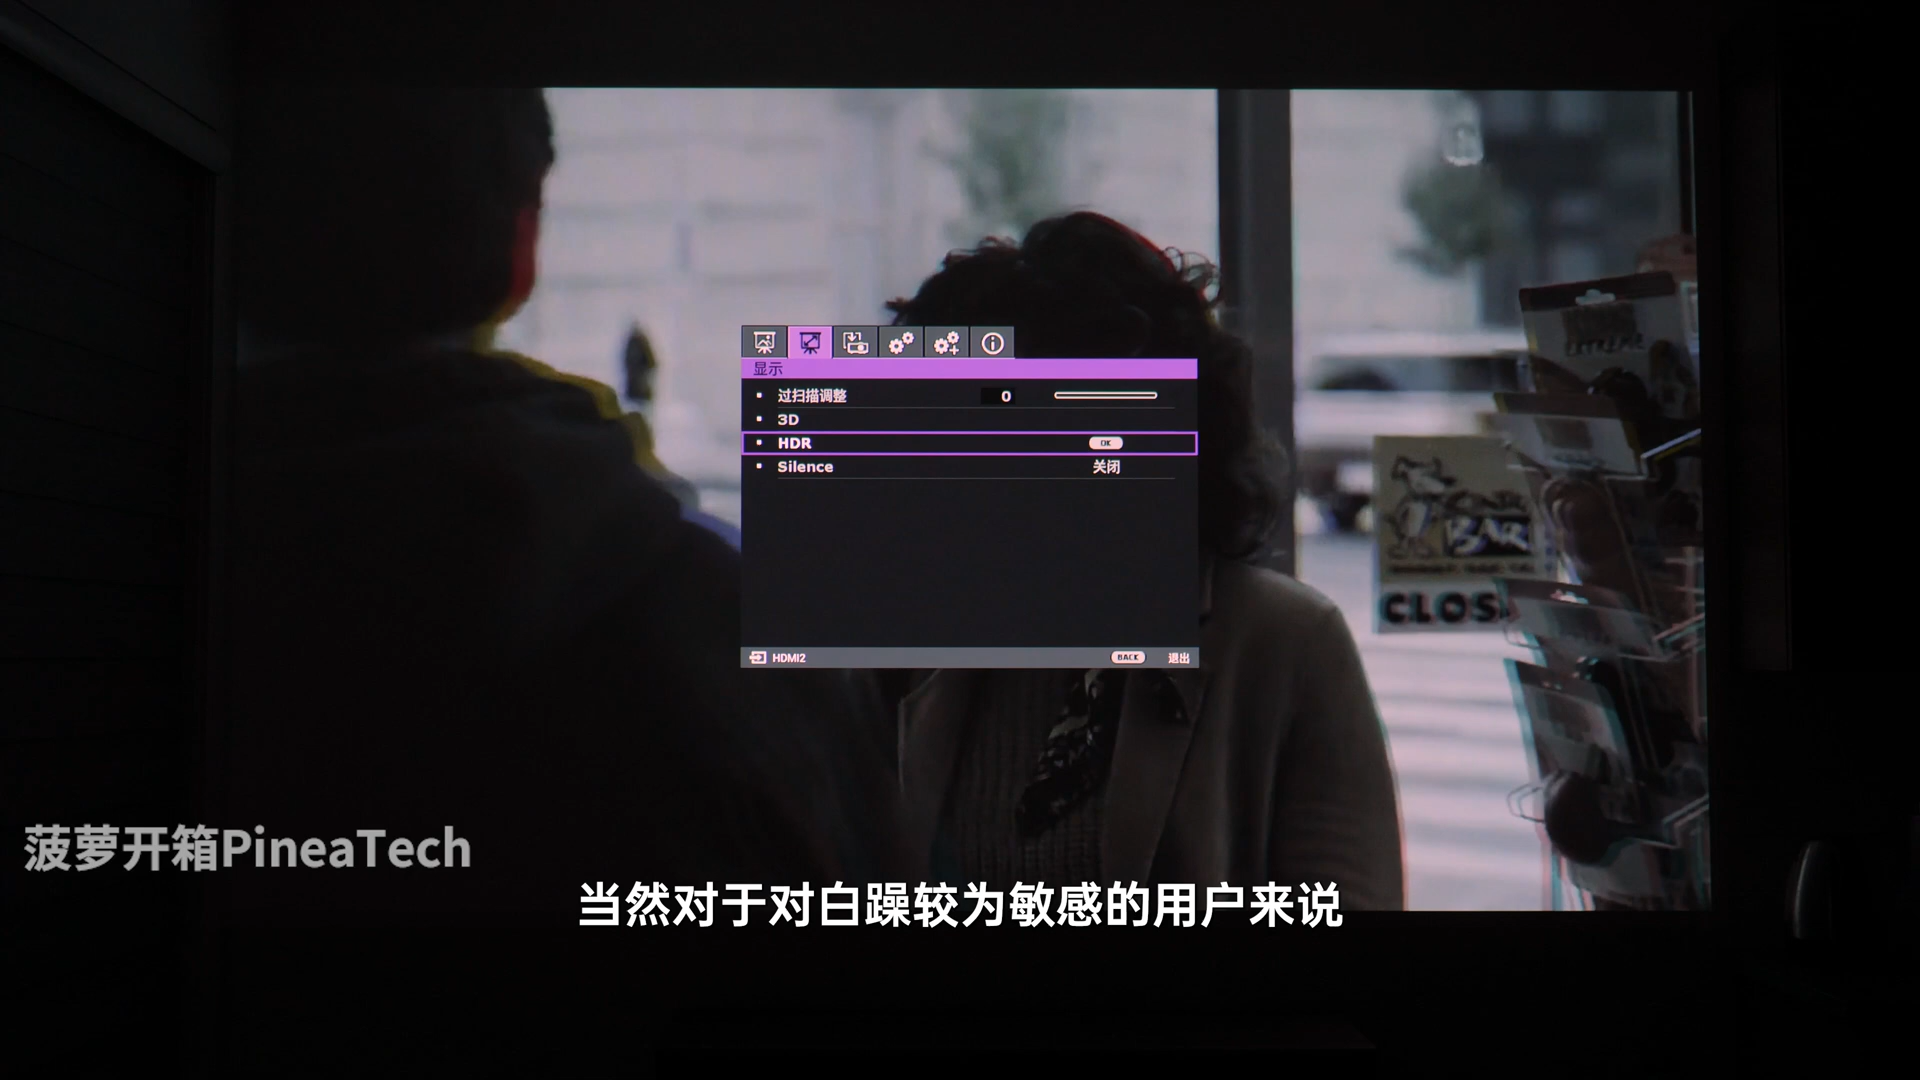 显示
过扫描调整 0
3D
HDR OK
Silence 关闭
HDMI2 BACK 退出
BAR
CLOS
菠萝开箱PineaTech
当然对于对白躁较为敏感的用户来说